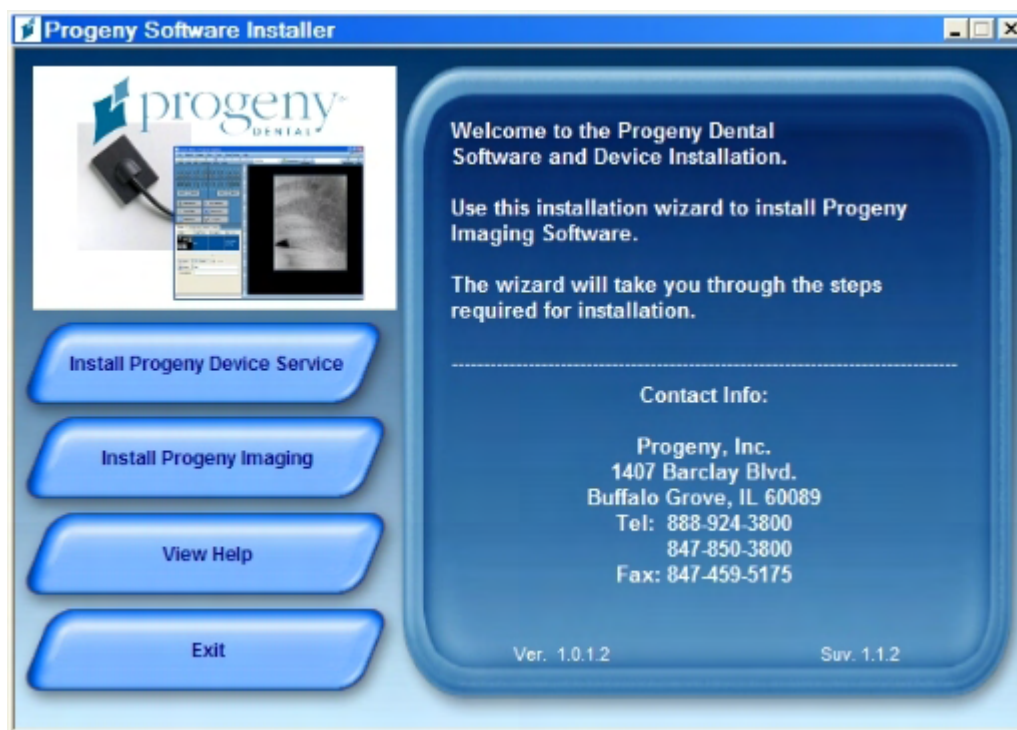 Progeny Software Installer
progeny
DENTAL
Install Progeny Device Service
Install Progeny Imaging
View Help
Exit
Welcome to the Progeny Dental
Software and Device Installation.
Use this installation wizard to install Progeny
Imaging Software.
The wizard will take you through the steps
required for installation.
Contact Info:
Progeny, Inc.
1407 Barclay Blvd.
Buffalo Grove, IL 60089
Tel: 888-924-3800
847-850-3800
Fax: 847-459-5175
Ver. 1.0.1.2 Suv. 1.1.2